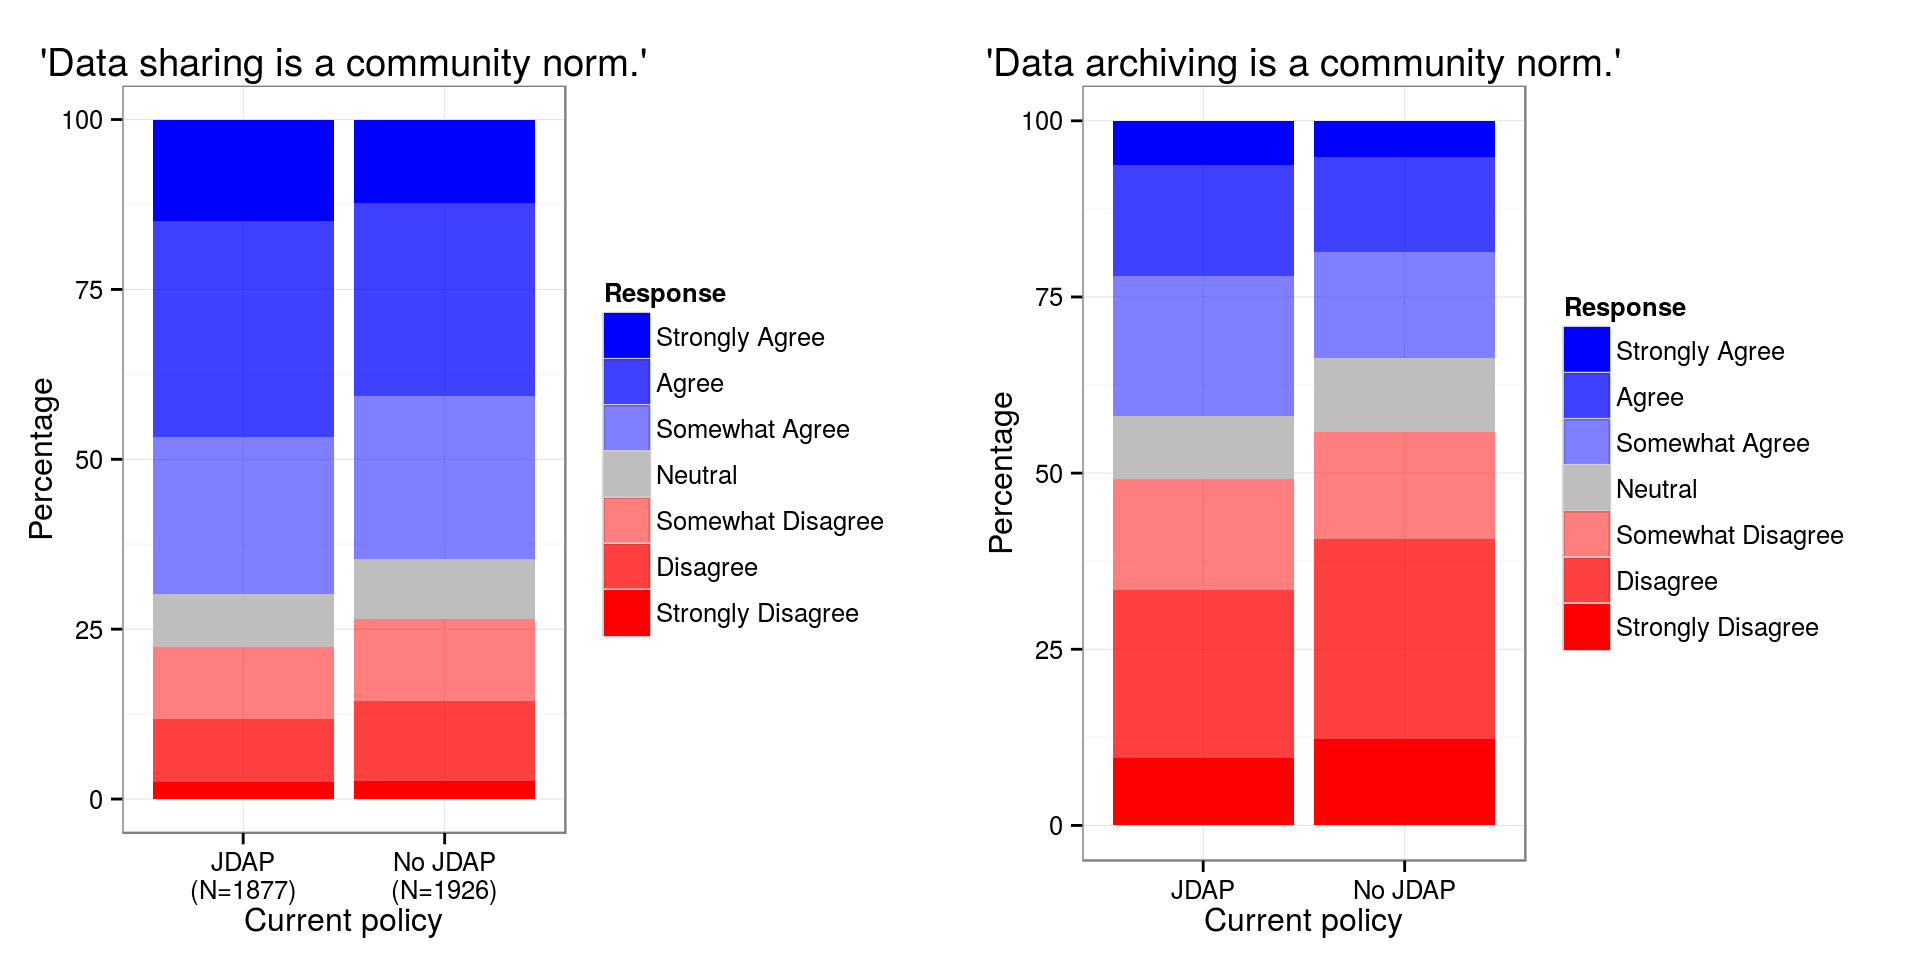 'Data sharing is a community norm.'
Percentage
100
75
50
25
0
JDAP
(N=1877)
No JDAP
(N=1926)
Current policy
Response
Strongly Agree
Agree
Somewhat Agree
Neutral
Somewhat Disagree
Disagree
Strongly Disagree
'Data archiving is a community norm.'
Percentage
100
75
50
25
0
JDAP
No JDAP
Current policy
Response
Strongly Agree
Agree
Somewhat Agree
Neutral
Somewhat Disagree
Disagree
Strongly Disagree